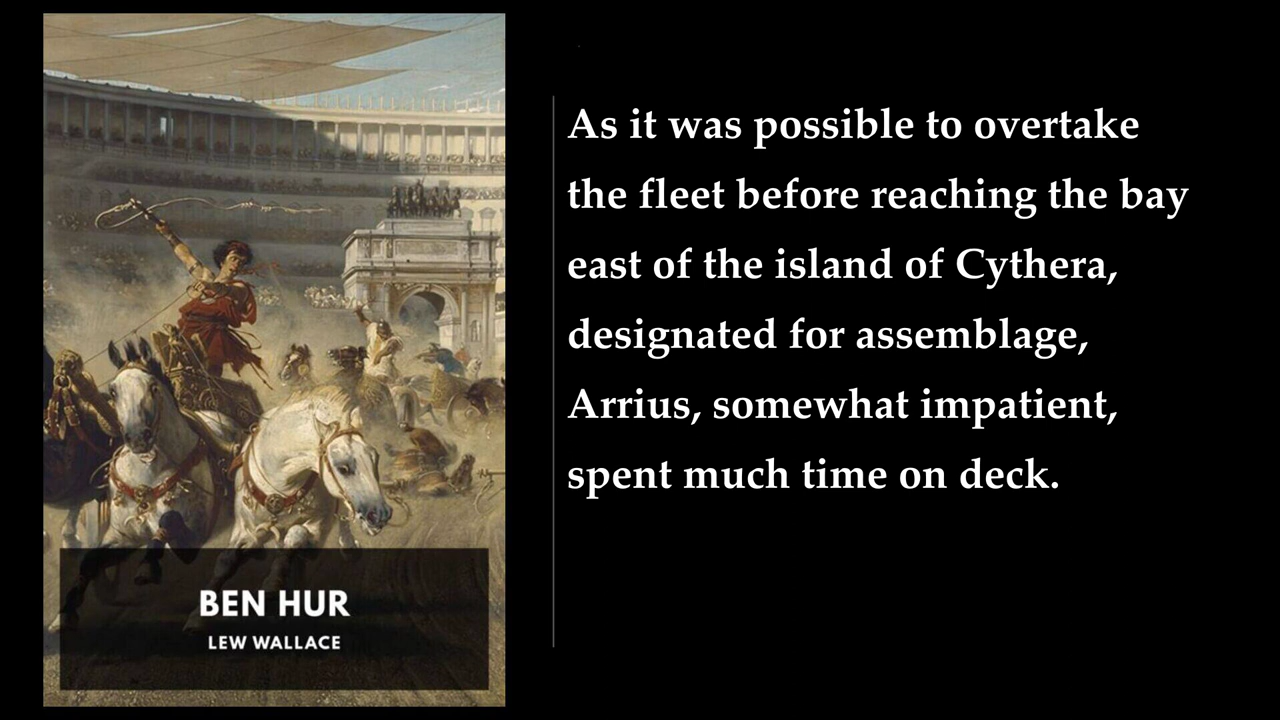 BEN HUR
LEW WALLACE
As it was possible to overtake
the fleet before reaching the bay
east of the island of Cythera,
designated for assemblage,
Arrius, somewhat impatient,
spent much time on deck.